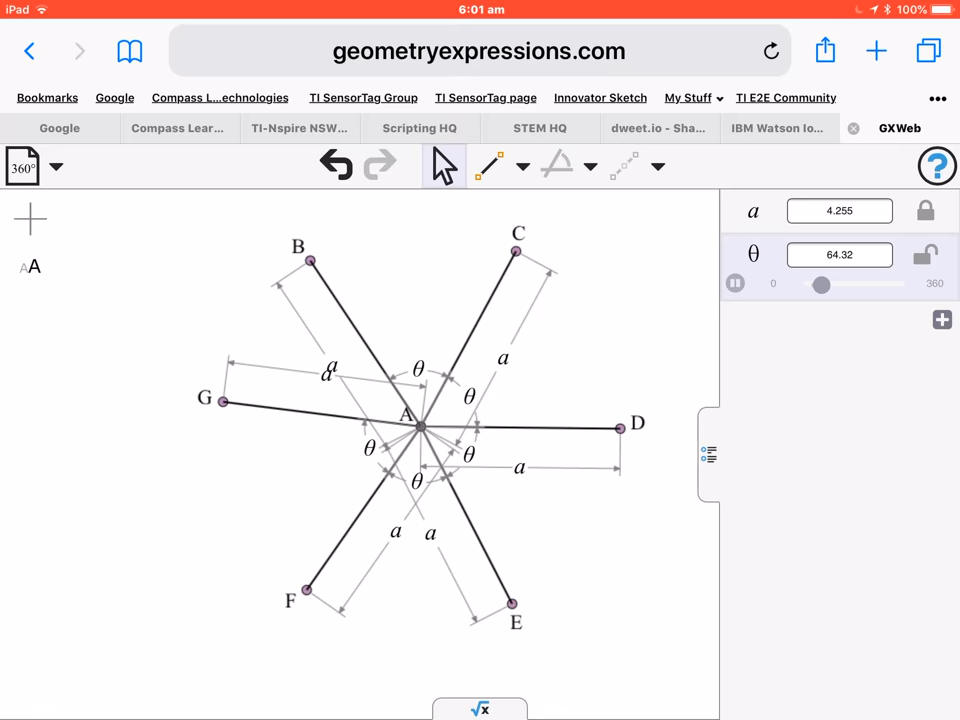 iPad 6:01 am 100%
geometryexpressions.com
Bookmarks Google Compass L...echnologies TI SensorTag Group TI SensorTag page Innovator Sketch My Stuff TI E2E Community
Google Compass Lear... TI-Nspire NSW... Scripting HQ STEM HQ dweet.io - Sha... IBM Watson Io... GXWeb
360° ?
a 4.255
AA
θ 64.32
0 360
C
B
a
θ
a
a
θ
G
A
D
θ
θ
θ
a
a
a
F
E
√x